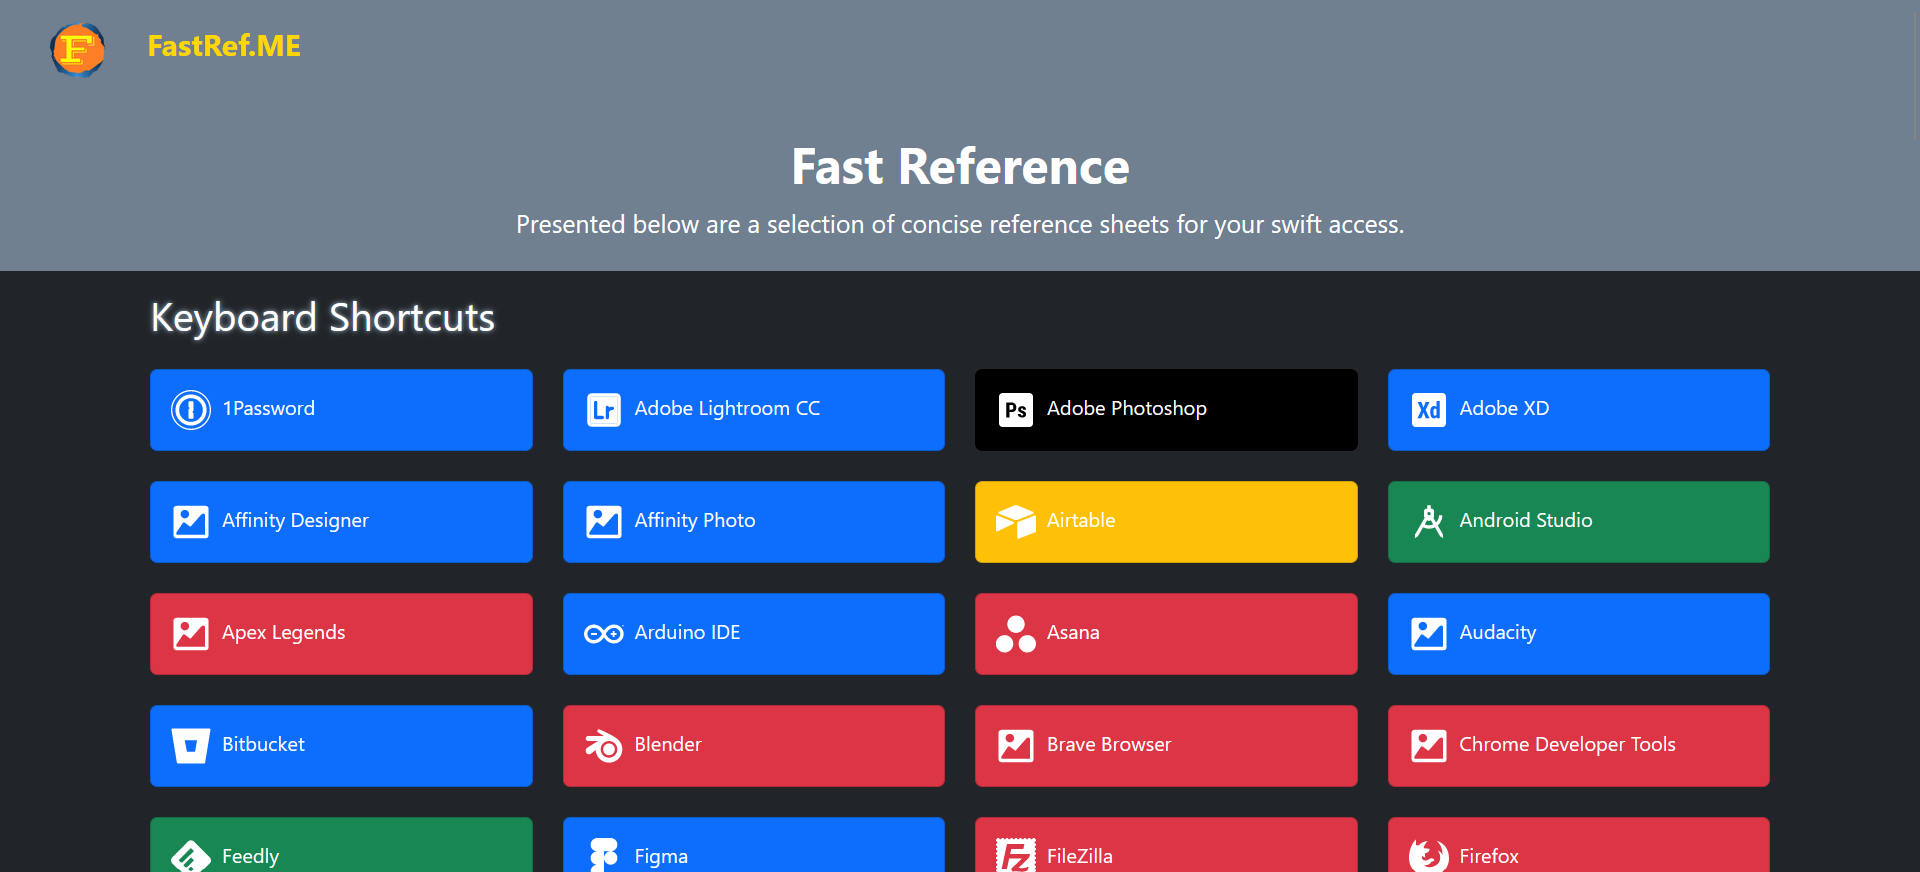 F
FastRef.ME
Fast Reference
Presented below are a selection of concise reference sheets for your swift access.
Keyboard Shortcuts
1Password
Lr Adobe Lightroom CC
Ps Adobe Photoshop
Xd Adobe XD
Affinity Designer
Affinity Photo
Airtable
Android Studio
Apex Legends
Arduino IDE
Asana
Audacity
Bitbucket
Blender
Brave Browser
Chrome Developer Tools
Feedly
Figma
Fz FileZilla
Firefox